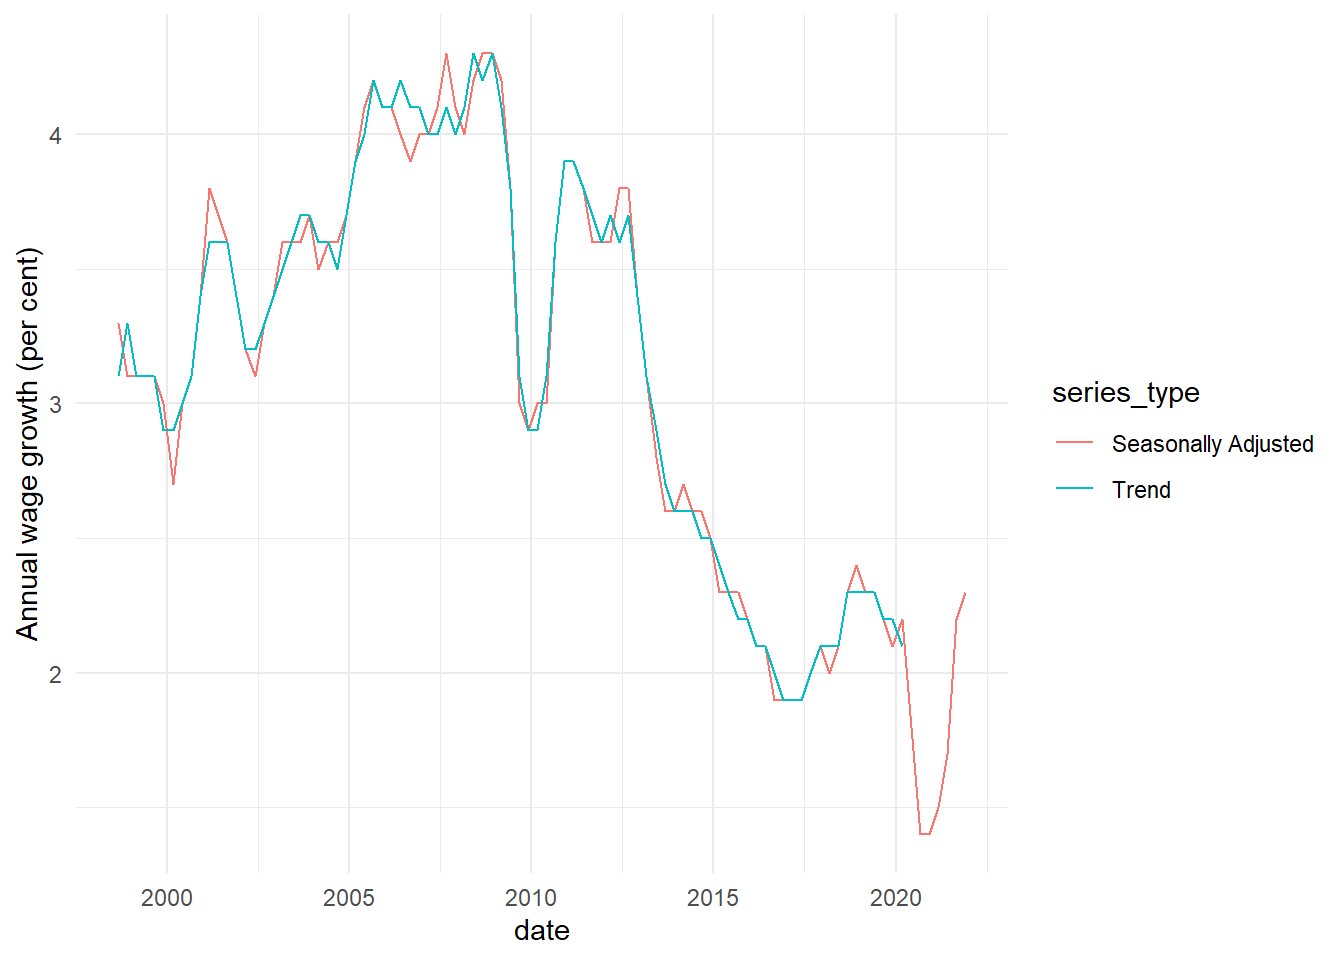 4
3
2
Annual wage growth (per cent)
2000 2005 2010 2015 2020
date
series_type
Seasonally Adjusted
Trend